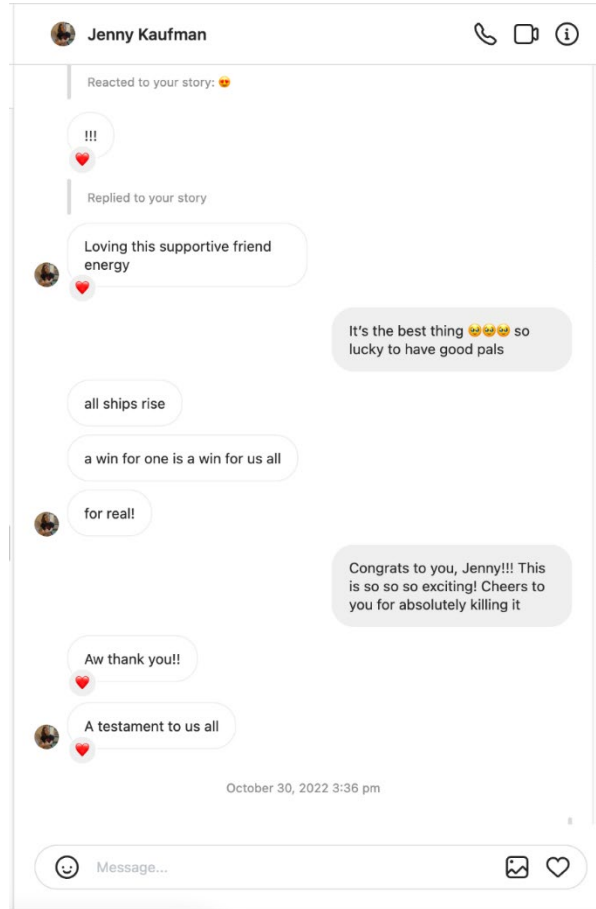 Jenny Kaufman
Reacted to your story: 😍
!!!
Replied to your story
Loving this supportive friend
energy
It's the best thing 🥹🥹🥹 so
lucky to have good pals
all ships rise
a win for one is a win for us all
for real!
Congrats to you, Jenny!!! This
is so so so exciting! Cheers to
you for absolutely killing it
Aw thank you!!
A testament to us all
October 30, 2022 3:36 pm
Message...